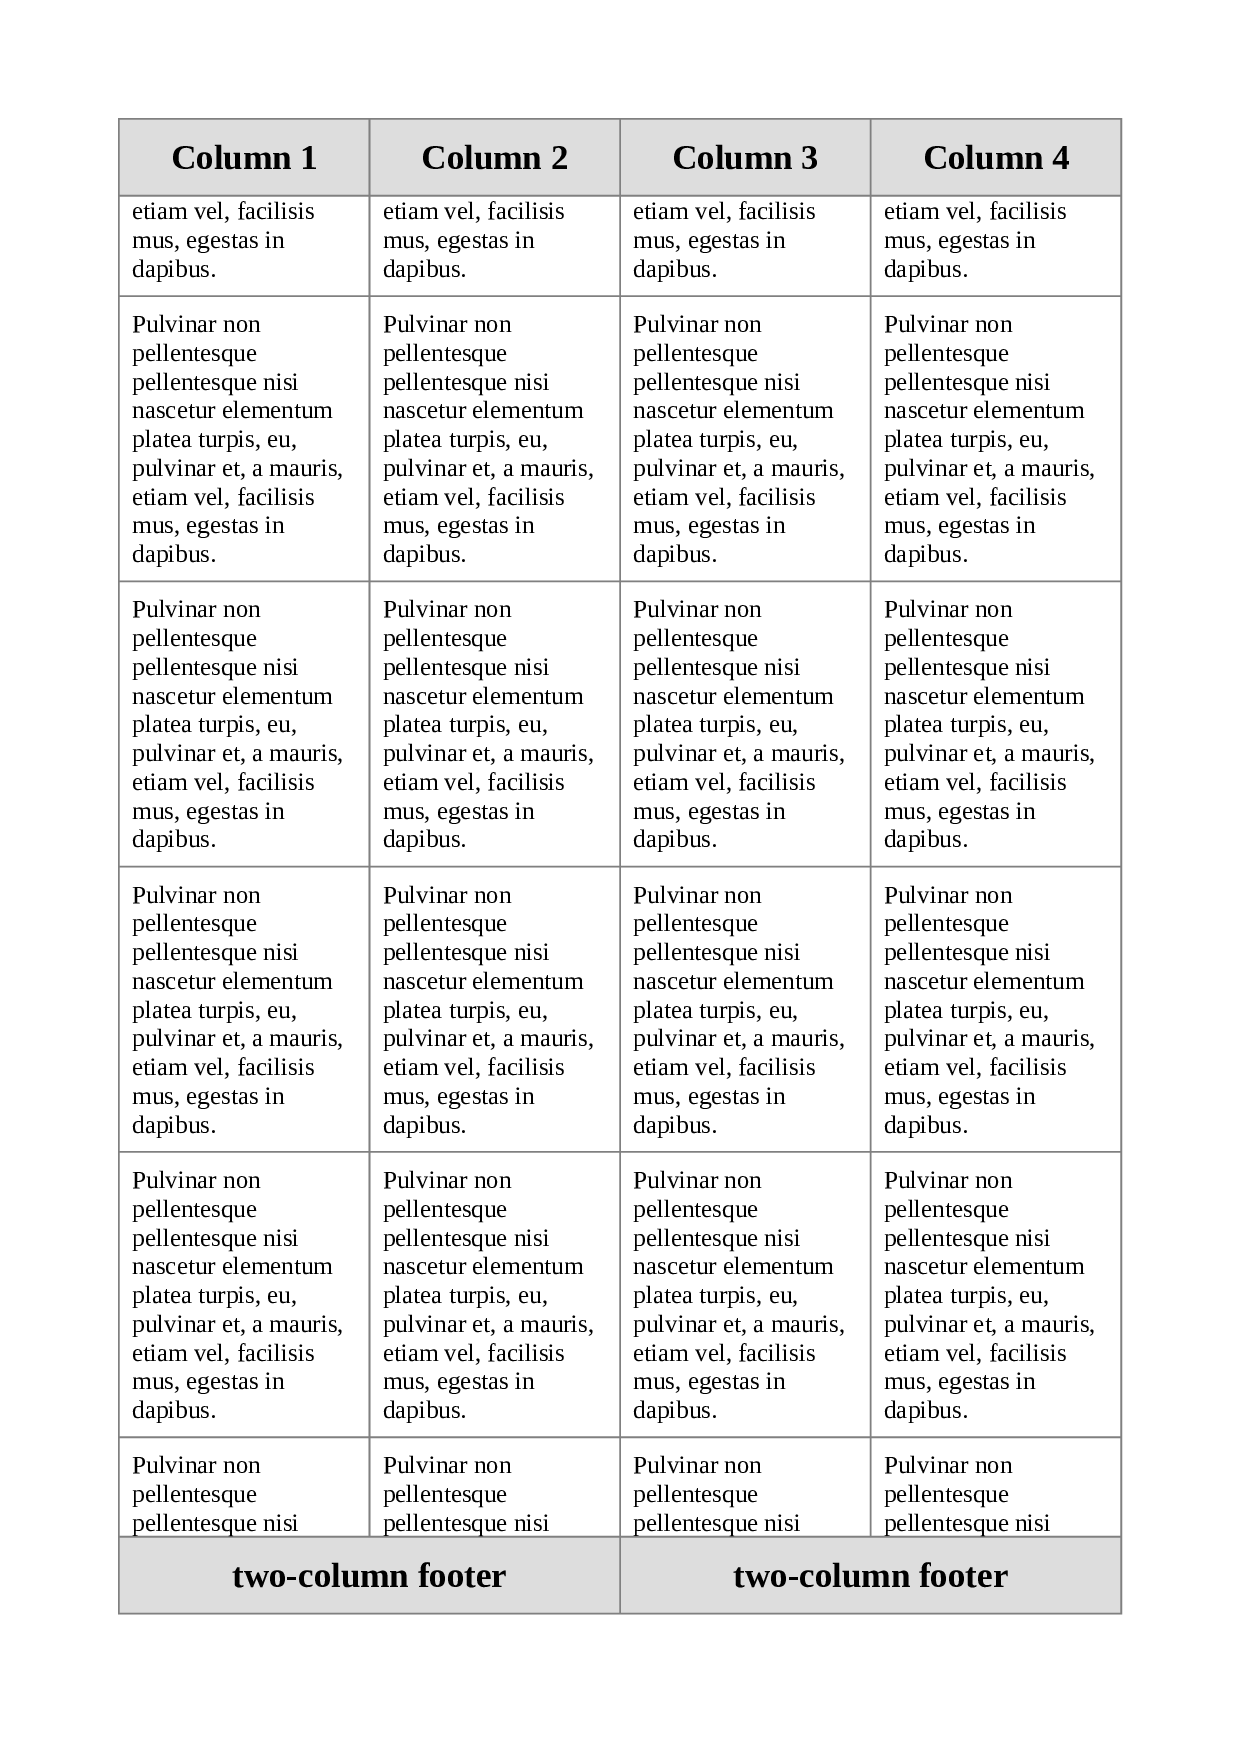 Column 1 Column 2 Column 3 Column 4
etiam vel, facilisis etiam vel, facilisis etiam vel, facilisis etiam vel, facilisis
mus, egestas in mus, egestas in mus, egestas in mus, egestas in
dapibus. dapibus. dapibus. dapibus.
Pulvinar non Pulvinar non Pulvinar non Pulvinar non
pellentesque pellentesque pellentesque pellentesque
pellentesque nisi pellentesque nisi pellentesque nisi pellentesque nisi
nascetur elementum nascetur elementum nascetur elementum nascetur elementum
platea turpis, eu, platea turpis, eu, platea turpis, eu, platea turpis, eu,
pulvinar et, a mauris, pulvinar et, a mauris, pulvinar et, a mauris, pulvinar et, a mauris,
etiam vel, facilisis etiam vel, facilisis etiam vel, facilisis etiam vel, facilisis
mus, egestas in mus, egestas in mus, egestas in mus, egestas in
dapibus. dapibus. dapibus. dapibus.
Pulvinar non Pulvinar non Pulvinar non Pulvinar non
pellentesque pellentesque pellentesque pellentesque
pellentesque nisi pellentesque nisi pellentesque nisi pellentesque nisi
nascetur elementum nascetur elementum nascetur elementum nascetur elementum
platea turpis, eu, platea turpis, eu, platea turpis, eu, platea turpis, eu,
pulvinar et, a mauris, pulvinar et, a mauris, pulvinar et, a mauris, pulvinar et, a mauris,
etiam vel, facilisis etiam vel, facilisis etiam vel, facilisis etiam vel, facilisis
mus, egestas in mus, egestas in mus, egestas in mus, egestas in
dapibus. dapibus. dapibus. dapibus.
Pulvinar non Pulvinar non Pulvinar non Pulvinar non
pellentesque pellentesque pellentesque pellentesque
pellentesque nisi pellentesque nisi pellentesque nisi pellentesque nisi
nascetur elementum nascetur elementum nascetur elementum nascetur elementum
platea turpis, eu, platea turpis, eu, platea turpis, eu, platea turpis, eu,
pulvinar et, a mauris, pulvinar et, a mauris, pulvinar et, a mauris, pulvinar et, a mauris,
etiam vel, facilisis etiam vel, facilisis etiam vel, facilisis etiam vel, facilisis
mus, egestas in mus, egestas in mus, egestas in mus, egestas in
dapibus. dapibus. dapibus. dapibus.
Pulvinar non Pulvinar non Pulvinar non Pulvinar non
pellentesque pellentesque pellentesque pellentesque
pellentesque nisi pellentesque nisi pellentesque nisi pellentesque nisi
nascetur elementum nascetur elementum nascetur elementum nascetur elementum
platea turpis, eu, platea turpis, eu, platea turpis, eu, platea turpis, eu,
pulvinar et, a mauris, pulvinar et, a mauris, pulvinar et, a mauris, pulvinar et, a mauris,
etiam vel, facilisis etiam vel, facilisis etiam vel, facilisis etiam vel, facilisis
mus, egestas in mus, egestas in mus, egestas in mus, egestas in
dapibus. dapibus. dapibus. dapibus.
Pulvinar non Pulvinar non Pulvinar non Pulvinar non
pellentesque pellentesque pellentesque pellentesque
pellentesque nisi pellentesque nisi pellentesque nisi pellentesque nisi
two-column footer two-column footer